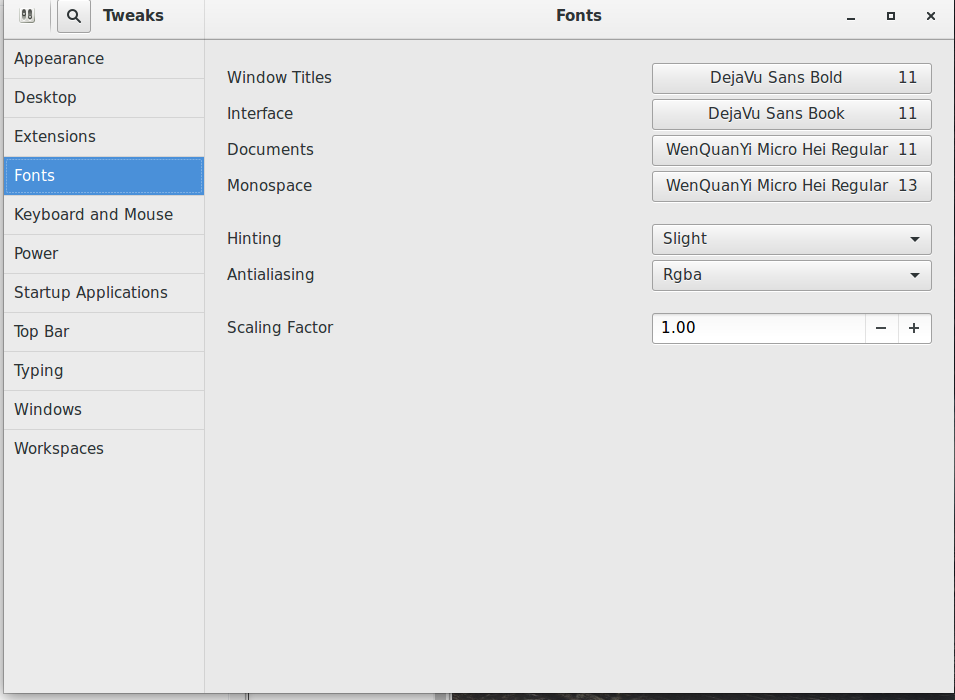 Tweaks
Fonts
Appearance
Desktop
Extensions
Fonts
Keyboard and Mouse
Power
Startup Applications
Top Bar
Typing
Windows
Workspaces
Window Titles DejaVu Sans Bold 11
Interface DejaVu Sans Book 11
Documents WenQuanYi Micro Hei Regular 11
Monospace WenQuanYi Micro Hei Regular 13
Hinting Slight
Antialiasing Rgba
Scaling Factor 1.00